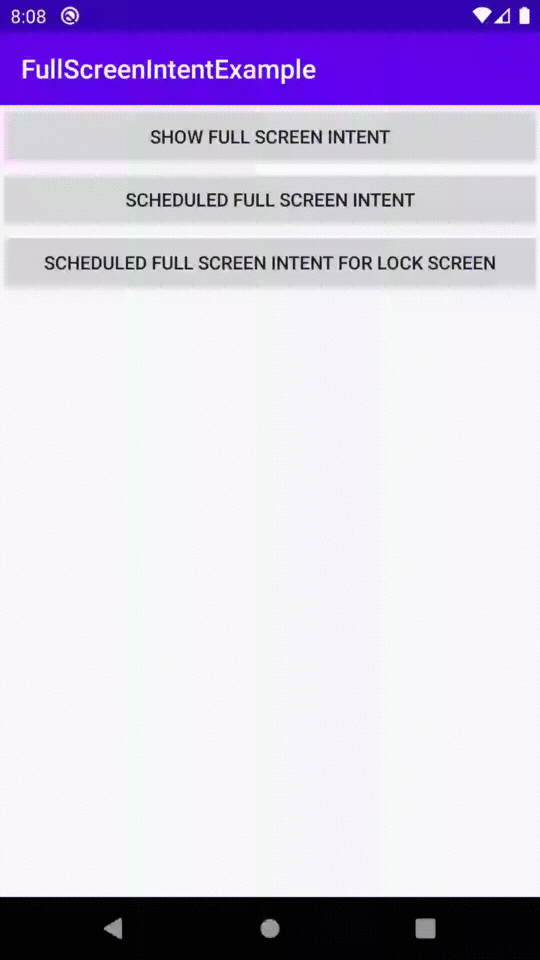 8:08
FullScreenIntentExample
SHOW FULL SCREEN INTENT
SCHEDULED FULL SCREEN INTENT
SCHEDULED FULL SCREEN INTENT FOR LOCK SCREEN